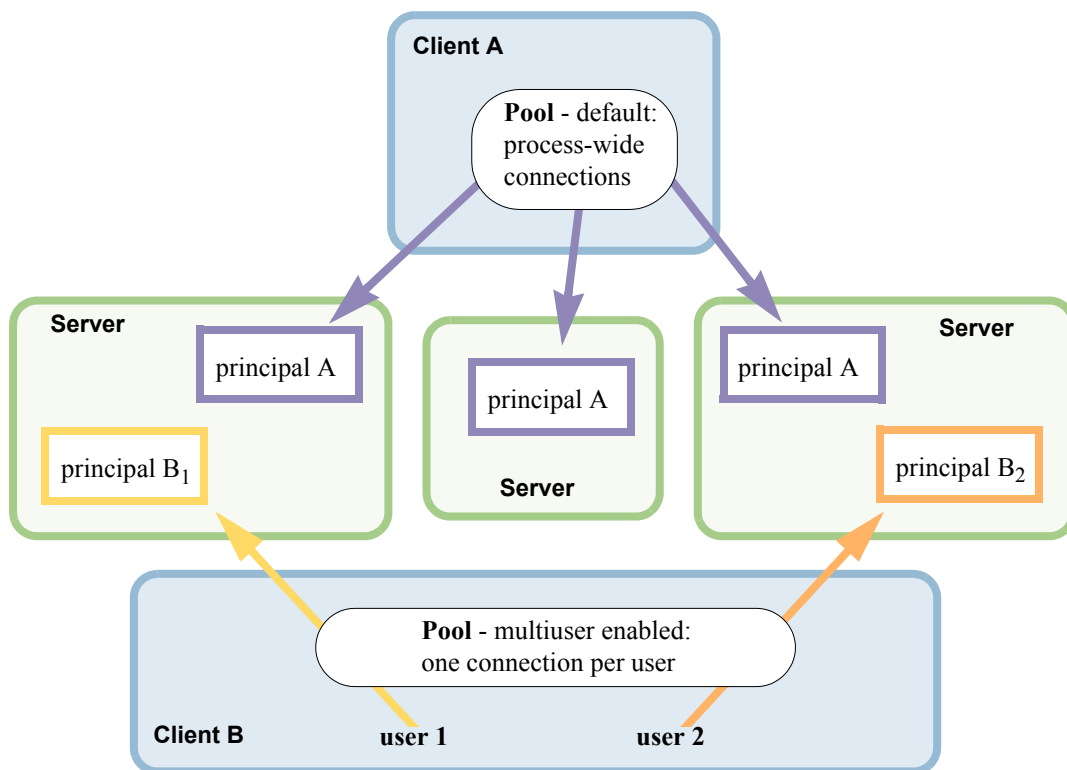 Client A
Pool - default:
process-wide
connections
Server
principal A
principal B1
principal A
Server
Server
principal A
principal B2
Pool - multiuser enabled:
one connection per user
Client B
user 1
user 2